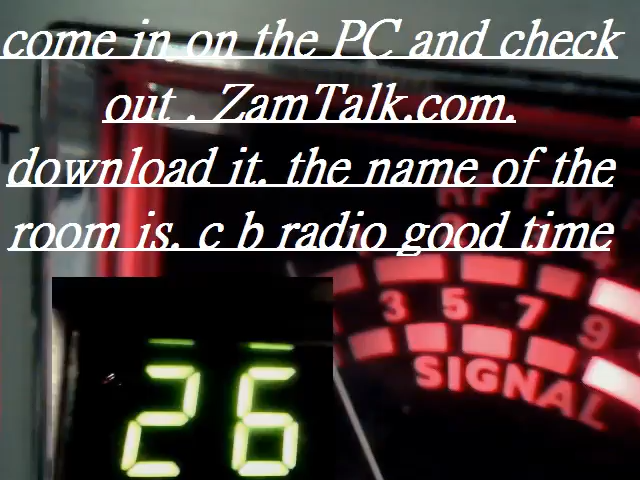 come in on the PC and check
out . ZamTalk.com.
download it. the name of the
room is. c b radio good time
3 5 7 9
SIGNAL
26